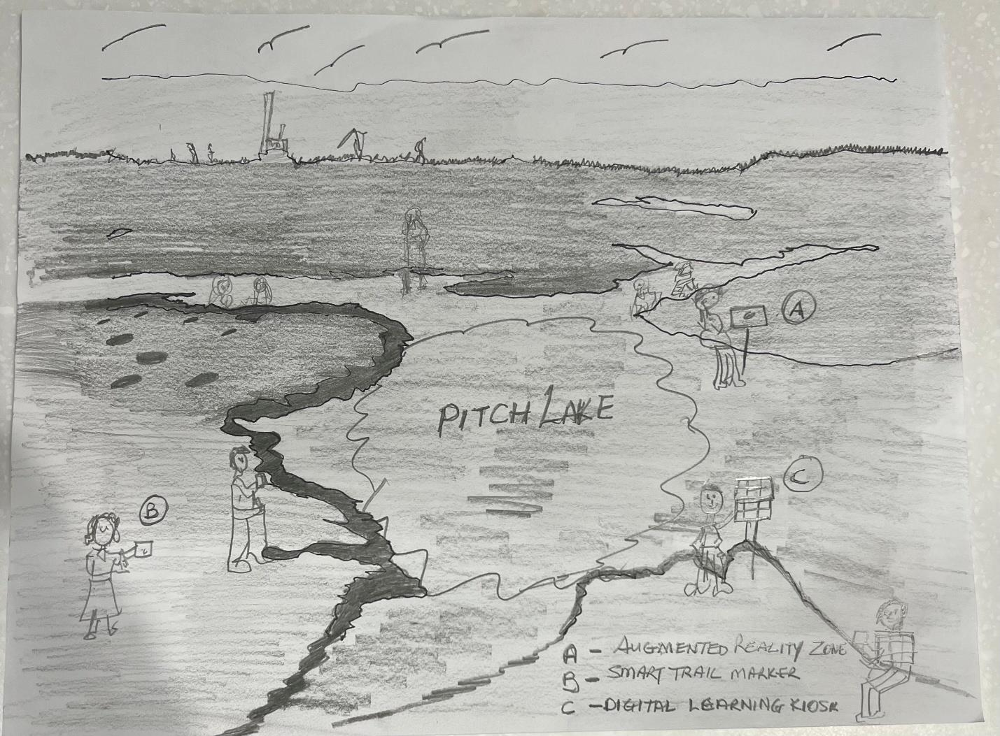 A
PITCH LAKE
C
B
A - AUGMENTED REALITY ZONE
B - SMART TRAIL MARKER
C - DIGITAL LEARNING KIOSK